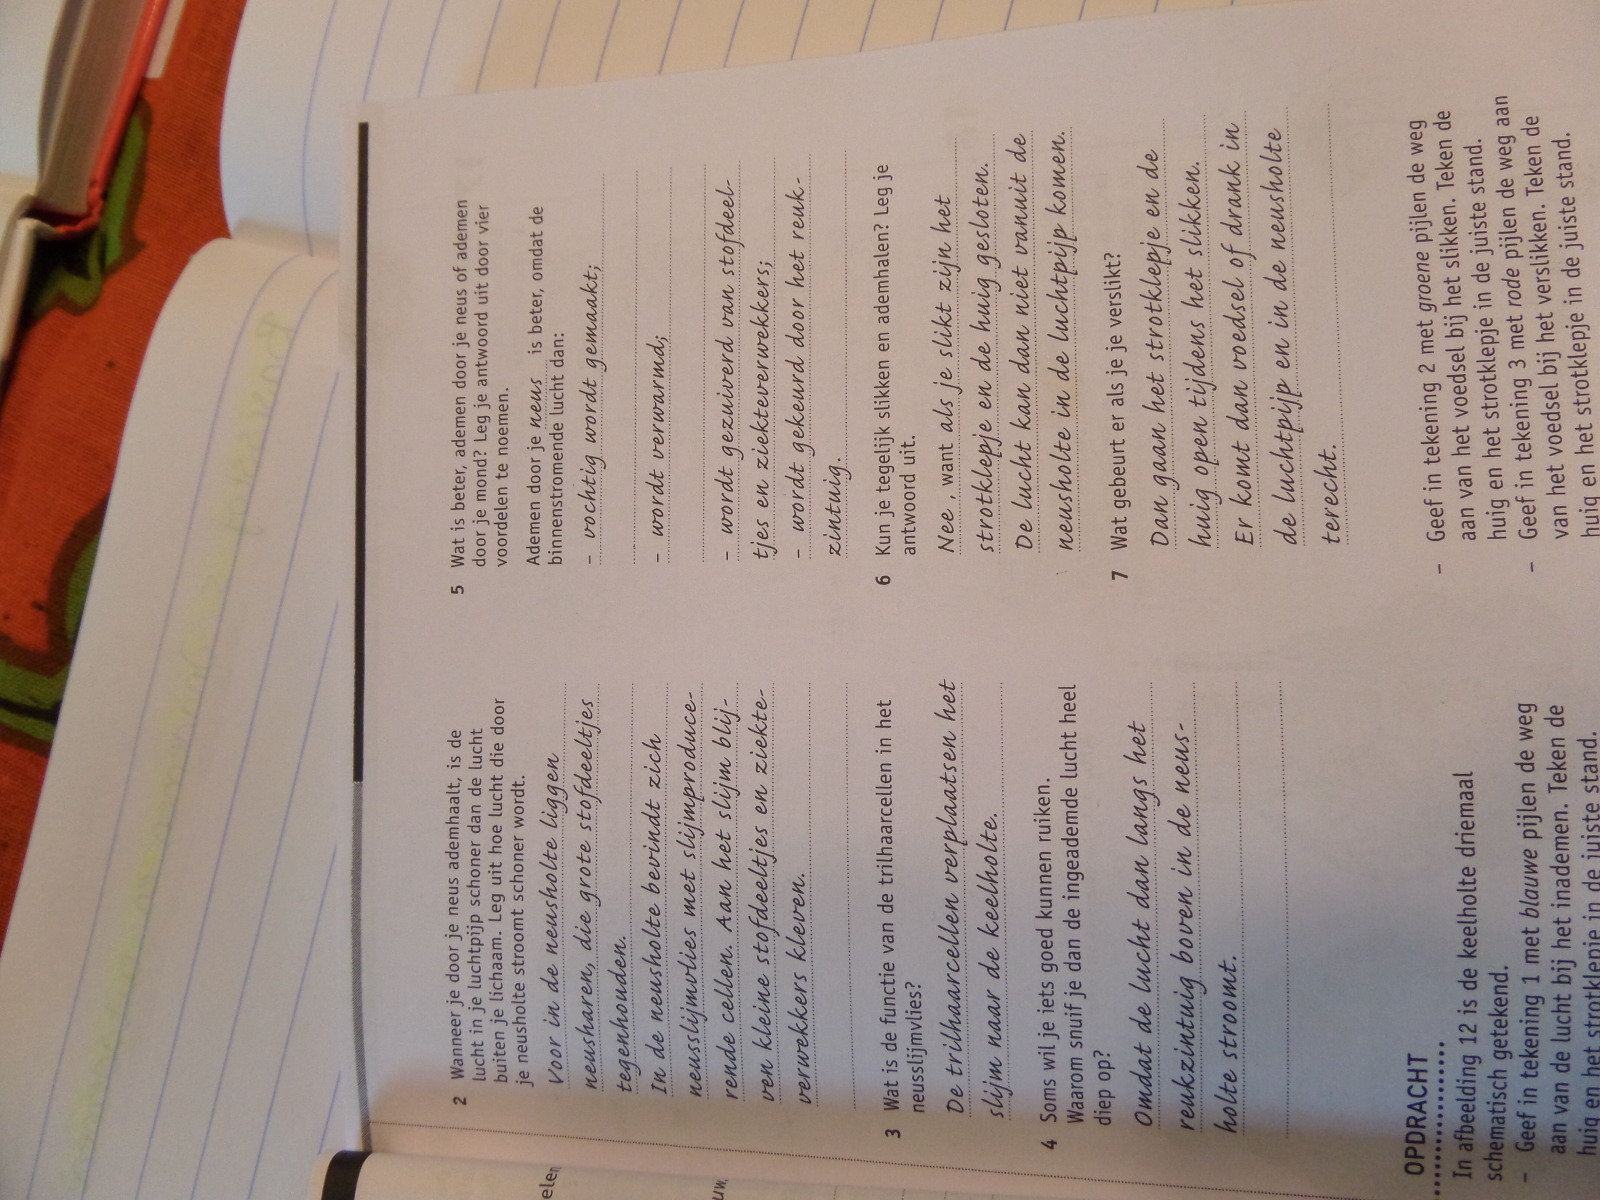 2 Wanneer je door je neus ademhaalt, is de
lucht in je luchtpijp schoner dan de lucht
buiten je lichaam. Leg uit hoe lucht die door
je neusholte stroomt schoner wordt.
Voor in de neusholte liggen
neusharen, die grote stofdeeltjes
tegenhouden.
In de neusholte bevindt zich
neusslijmvlies met slijmproduce-
rende cellen. Aan het slijm blij-
ven kleine stofdeeltjes en ziekte-
verwekkers kleven.
3 Wat is de functie van de trilhaarcellen in het
neusslijmvlies?
De trilhaarcellen verplaatsen het
slijm naar de keelholte.
4 Soms wil je iets goed kunnen ruiken.
Waarom snuif je dan de ingeademde lucht heel
diep op?
Omdat de lucht dan langs het
reukzintuig boven in de neus-
holte stroomt.
5 Wat is beter, ademen door je neus of ademen
door je mond? Leg je antwoord uit door vier
voordelen te noemen.
Ademen door je neus is beter, omdat de
binnenstromende lucht dan:
- vochtig wordt gemaakt;
- wordt verwarmd;
- wordt gezuiverd van stofdeel-
tjes en ziekteverwekkers;
- wordt gekeurd door het reuk-
zintuig.
6 Kun je tegelijk slikken en ademhalen? Leg je
antwoord uit.
Nee, want als je slikt zijn het
strotklepje en de huig gesloten.
De lucht kan dan niet vanuit de
neusholte in de luchtpijp komen.
7 Wat gebeurt er als je je verslikt?
Dan gaan het strotklepje en de
huig open tijdens het slikken.
Er komt dan voedsel of drank in
de luchtpijp en in de neusholte
terecht.
OPDRACHT
In afbeelding 12 is de keelholte driemaal
schematisch getekend.
– Geef in tekening 1 met blauwe pijlen de weg
aan van de lucht bij het inademen. Teken de
huig en het strotklepje in de juiste stand.
– Geef in tekening 2 met groene pijlen de weg
aan van het voedsel bij het slikken. Teken de
huig en het strotklepje in de juiste stand.
– Geef in tekening 3 met rode pijlen de weg aan
van het voedsel bij het verslikken. Teken de
huig en het strotklepje in de juiste stand.